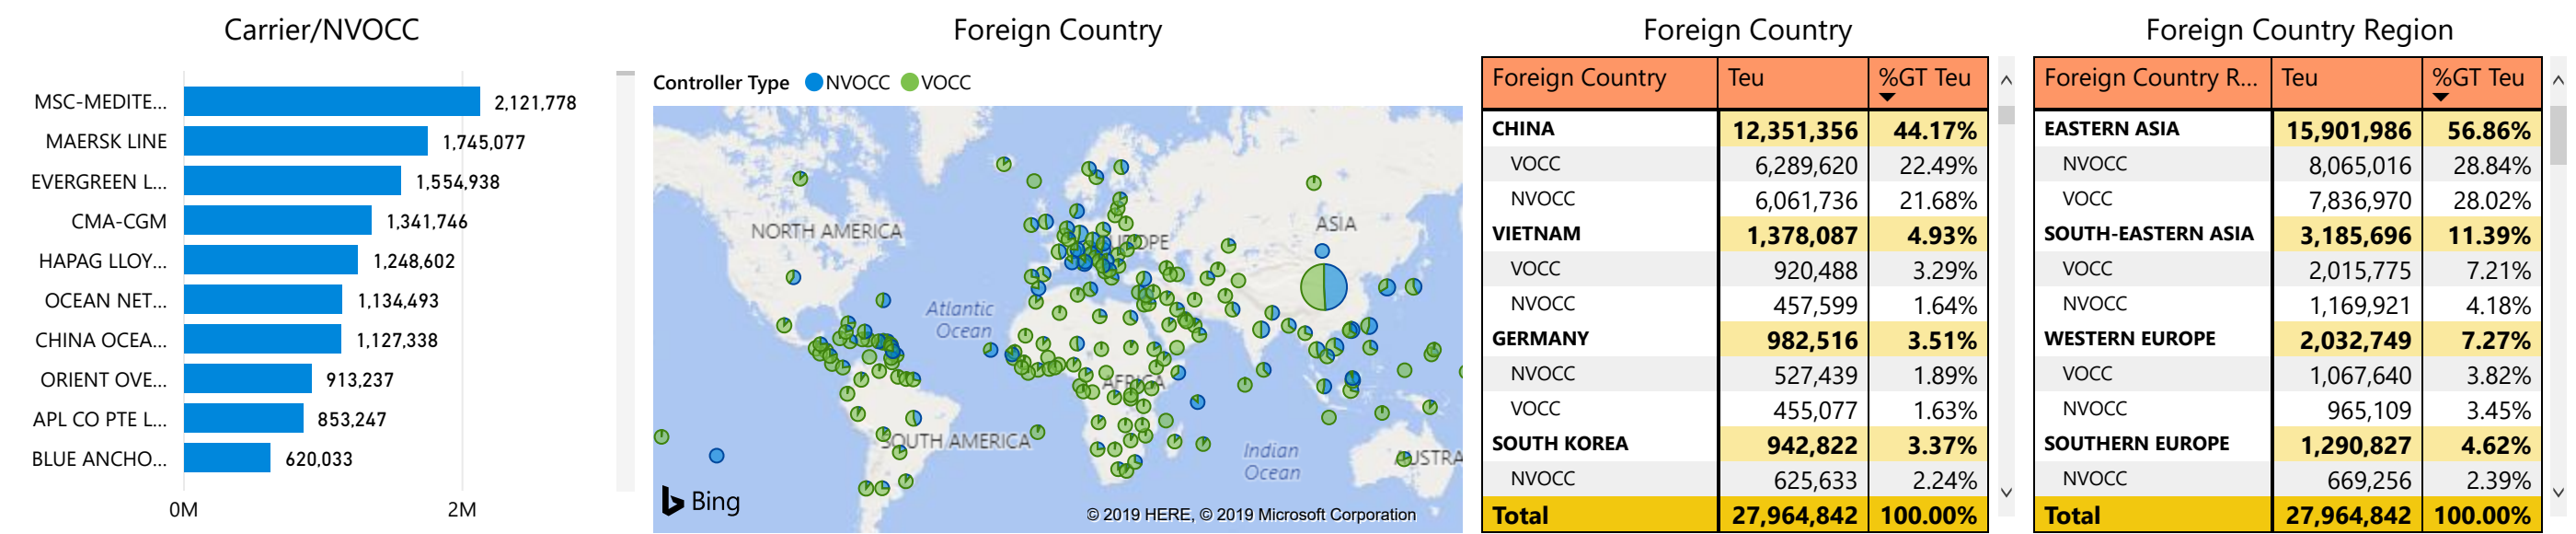 Carrier/NVOCC
MSC-MEDITE... 2,121,778
MAERSK LINE 1,745,077
EVERGREEN L... 1,554,938
CMA-CGM 1,341,746
HAPAG LLOY... 1,248,602
OCEAN NET... 1,134,493
CHINA OCEA... 1,127,338
ORIENT OVE... 913,237
APL CO PTE L... 853,247
BLUE ANCHO... 620,033
0M 2M
Foreign Country
Controller Type NVOCC VOCC
NORTH AMERICA
ASIA
EUROPE
Atlantic
Ocean
AFRICA
SOUTH AMERICA
Indian
Ocean
AUSTRA
Bing
© 2019 HERE, © 2019 Microsoft Corporation
Foreign Country
Foreign Country Teu %GT Teu
CHINA 12,351,356 44.17%
VOCC 6,289,620 22.49%
NVOCC 6,061,736 21.68%
VIETNAM 1,378,087 4.93%
VOCC 920,488 3.29%
NVOCC 457,599 1.64%
GERMANY 982,516 3.51%
NVOCC 527,439 1.89%
VOCC 455,077 1.63%
SOUTH KOREA 942,822 3.37%
NVOCC 625,633 2.24%
Total 27,964,842 100.00%
Foreign Country Region
Foreign Country R... Teu %GT Teu
EASTERN ASIA 15,901,986 56.86%
NVOCC 8,065,016 28.84%
VOCC 7,836,970 28.02%
SOUTH-EASTERN ASIA 3,185,696 11.39%
VOCC 2,015,775 7.21%
NVOCC 1,169,921 4.18%
WESTERN EUROPE 2,032,749 7.27%
VOCC 1,067,640 3.82%
NVOCC 965,109 3.45%
SOUTHERN EUROPE 1,290,827 4.62%
NVOCC 669,256 2.39%
Total 27,964,842 100.00%